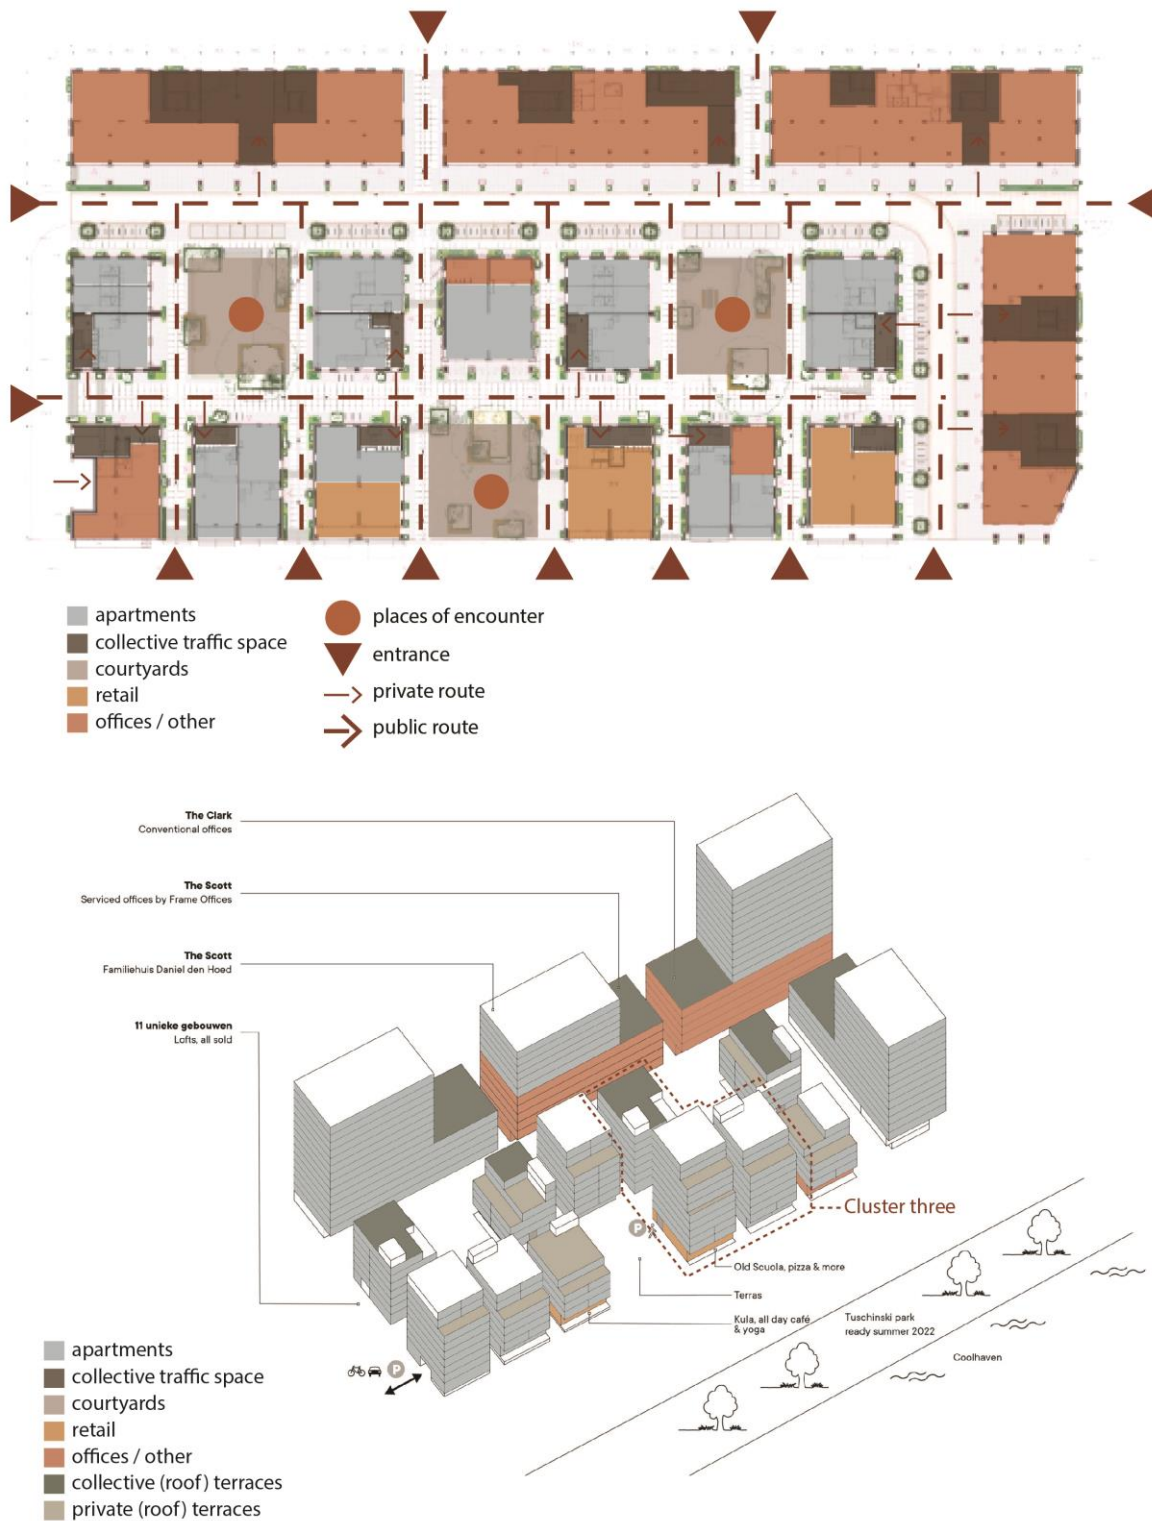 apartments
collective traffic space
courtyards
retail
offices / other
places of encounter
entrance
private route
public route
The Clark
Conventional offices
The Scott
Serviced offices by Frame Offices
The Scott
Familiehuis Daniel den Hoed
11 unieke gebouwen
Lofts, all sold
Cluster three
P
Old Scuola, pizza & more
Terras
Kula, all day café
& yoga
Tuschinski park
ready summer 2022
Coolhaven
P
apartments
collective traffic space
courtyards
retail
offices / other
collective (roof) terraces
private (roof) terraces